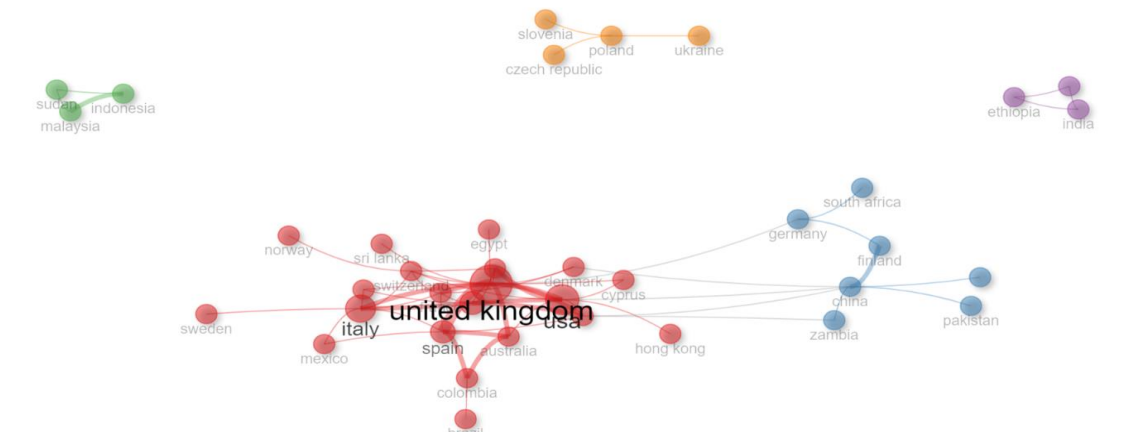 slovenia
poland
ukraine
czech republic
sudan
indonesia
malaysia
ethiopia
india
south africa
germany
norway
egypt
sri lanka
finland
switzerland
denmark
cyprus
china
united kingdom
usa
sweden
italy
pakistan
zambia
mexico
spain
australia
hong kong
colombia
brazil